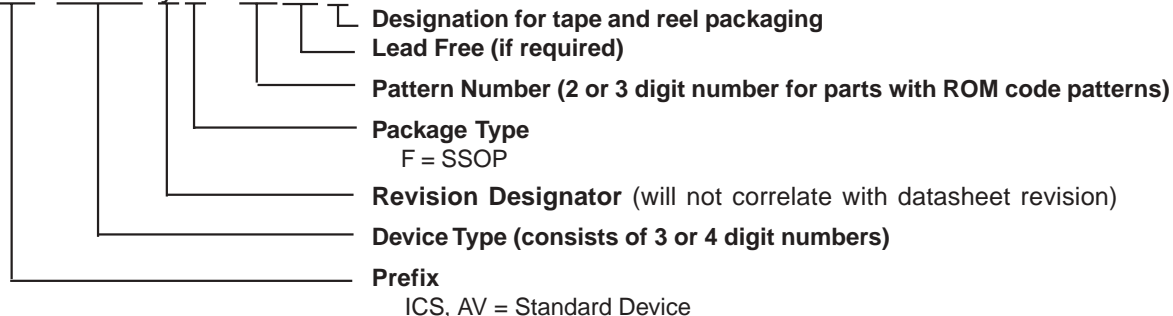 Designation for tape and reel packaging
Lead Free (if required)
Pattern Number (2 or 3 digit number for parts with ROM code patterns)
Package Type
F = SSOP
Revision Designator (will not correlate with datasheet revision)
Device Type (consists of 3 or 4 digit numbers)
Prefix
ICS, AV = Standard Device